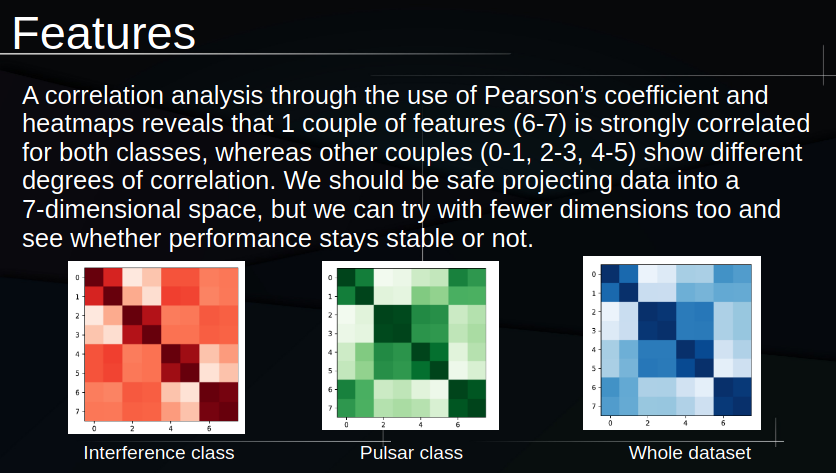 Features
A correlation analysis through the use of Pearson's coefficient and
heatmaps reveals that 1 couple of features (6-7) is strongly correlated
for both classes, whereas other couples (0-1, 2-3, 4-5) show different
degrees of correlation. We should be safe projecting data into a
7-dimensional space, but we can try with fewer dimensions too and
see whether performance stays stable or not.
0
1
2
3
4
5
6
7
0 2 4 6
0
1
2
3
4
5
6
7
0 2 4 6
0
1
2
3
4
5
6
7
0 2 4 6
Interference class
Pulsar class
Whole dataset